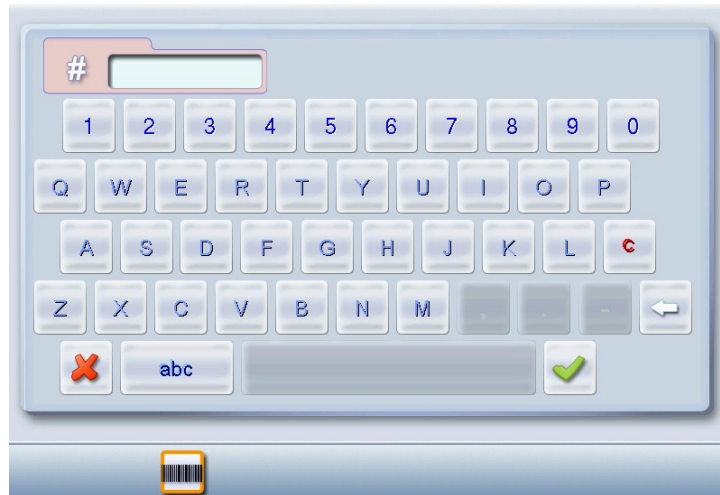 #
1 2 3 4 5 6 7 8 9 0
Q W E R T Y U I O P
A S D F G H J K L C
Z X C V B N M , . -
abc